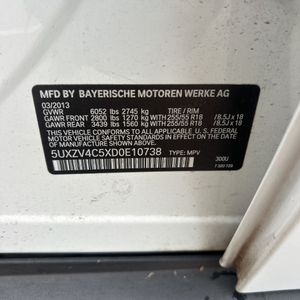 MFD BY BAYERISCHE MOTOREN WERKE AG
03/2013
GVWR 6052 lbs 2745 kg TIRE / RIM
GAWR FRONT 2800 lbs 1270 kg WITH 255/55 R18 / 8.5J x 18
GAWR REAR 3439 lbs 1560 kg WITH 255/55 R18 / 8.5J x 18
THIS VEHICLE CONFORMS TO ALL APPLICABLE U. S. FEDERAL
MOTOR VEHICLE SAFETY STANDARDS IN EFFECT ON THE
DATE OF MANUFACTURE SHOWN ABOVE.
5UXZV4C5XD0E10738 TYPE: MPV 300U